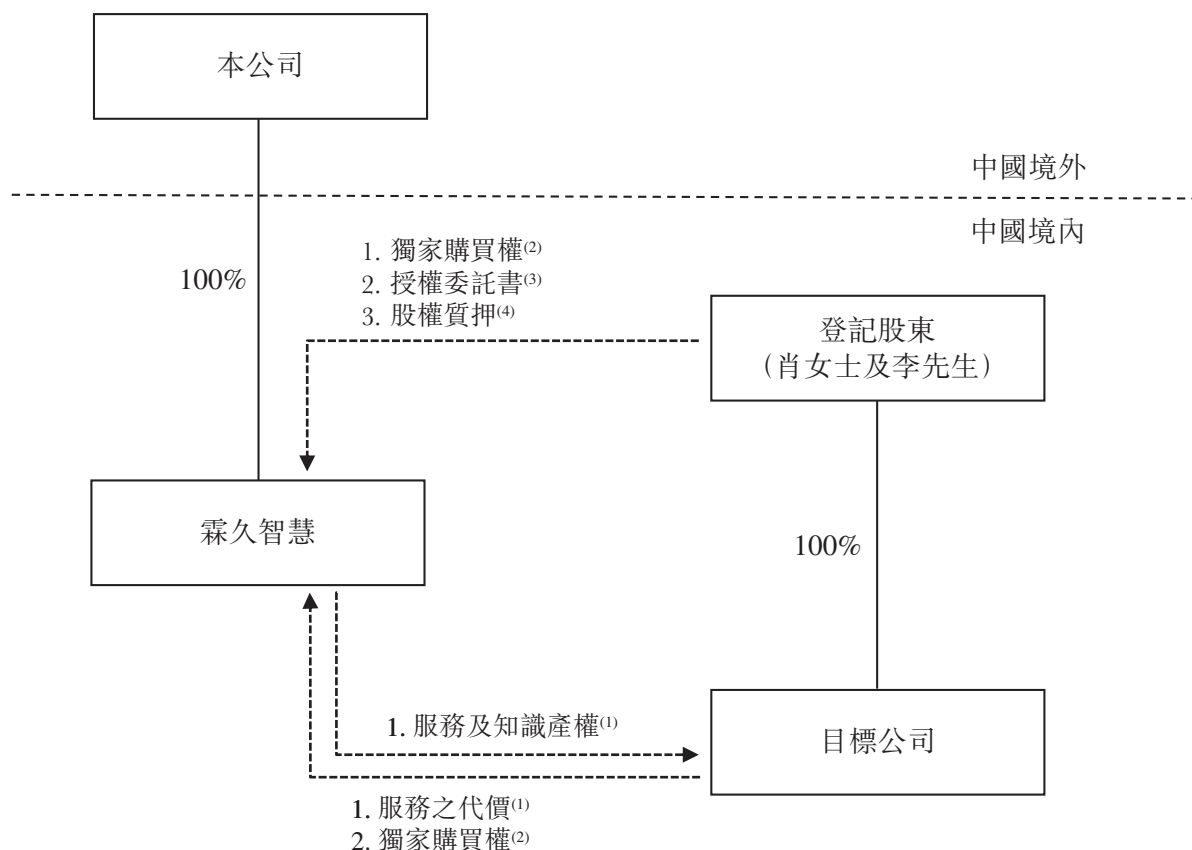 本公司
中國境外
中國境內
100%
1. 獨家購買權(2)
2. 授權委託書(3)
3. 股權質押(4)
登記股東
(肖女士及李先生)
霖久智慧
100%
1. 服務及知識產權(1)
目標公司
1. 服務之代價(1)
2. 獨家購買權(2)